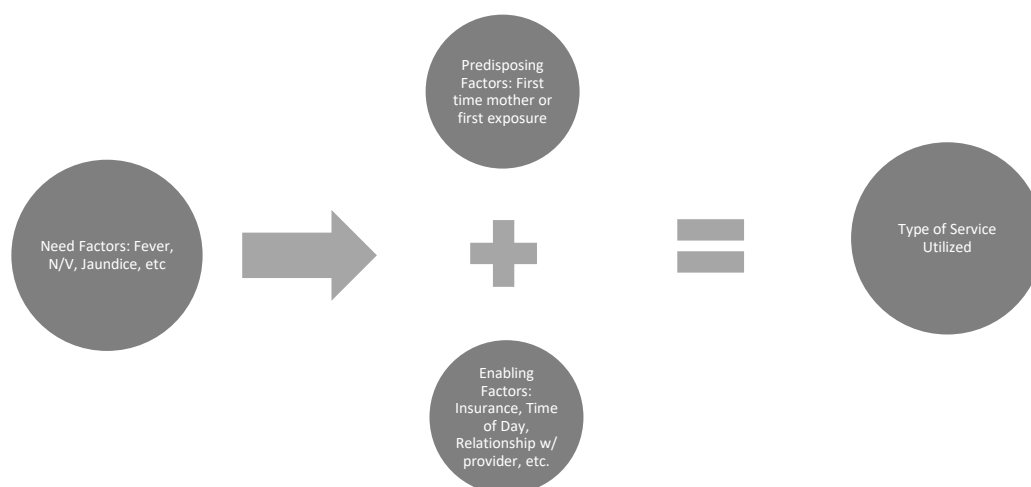 Need Factors: Fever,
N/V, Jaundice, etc
Predisposing
Factors: First
time mother or
first exposure
Enabling
Factors:
Insurance, Time
of Day,
Relationship w/
provider, etc.
Type of Service
Utilized